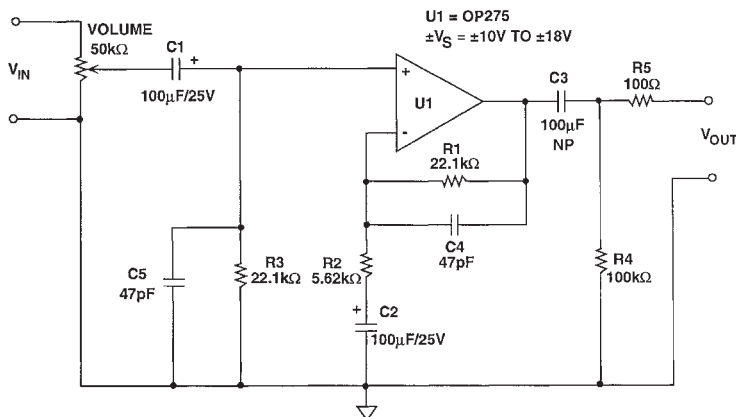 U1 = OP275
±VS = ±10V TO ±18V
VOLUME
50kΩ
VIN
C1
+
100μF/25V
+
-
U1
C3
100μF
NP
R5
100Ω
VOUT
R1
22.1kΩ
C4
47pF
C5
47pF
R3
22.1kΩ
R2
5.62kΩ
+
C2
100μF/25V
R4
100kΩ